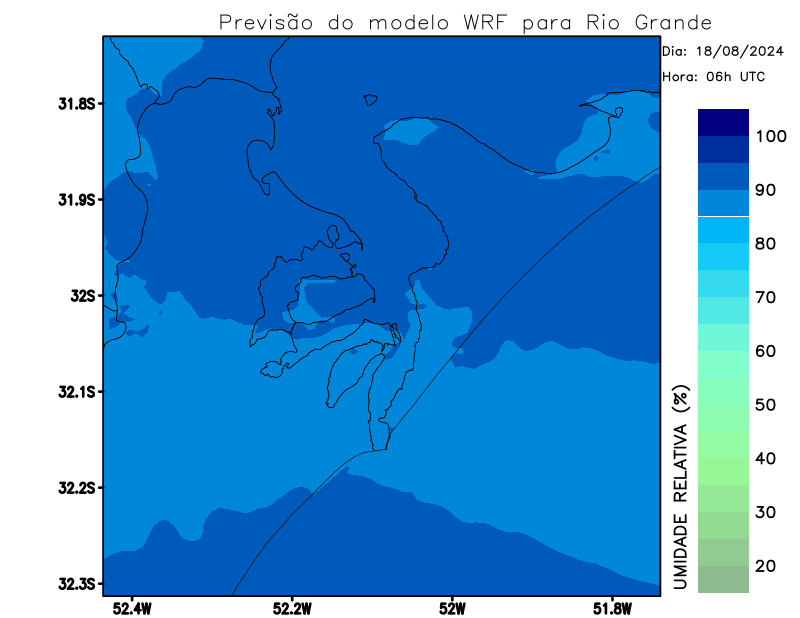 Previsão do modelo WRF para Rio Grande
Dia: 18/08/2024
Hora: 06h UTC
31.8S
31.9S
32S
32.1S
32.2S
32.3S
52.4W
52.2W
52W
51.8W
100
90
80
70
60
50
40
30
20
UMIDADE RELATIVA (%)